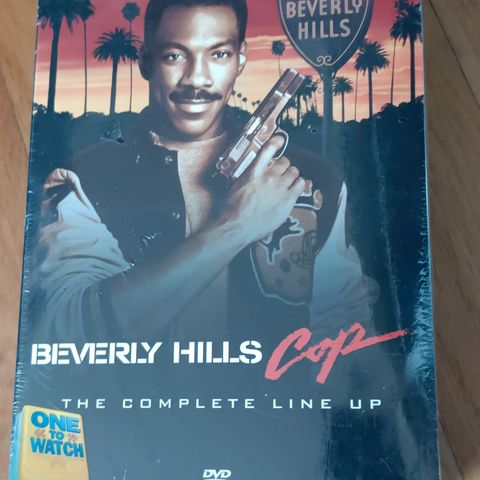 BEVERLY
HILLS
BEVERLY HILLS Cop
THE COMPLETE LINE UP
ONE
TO
WATCH
DVD